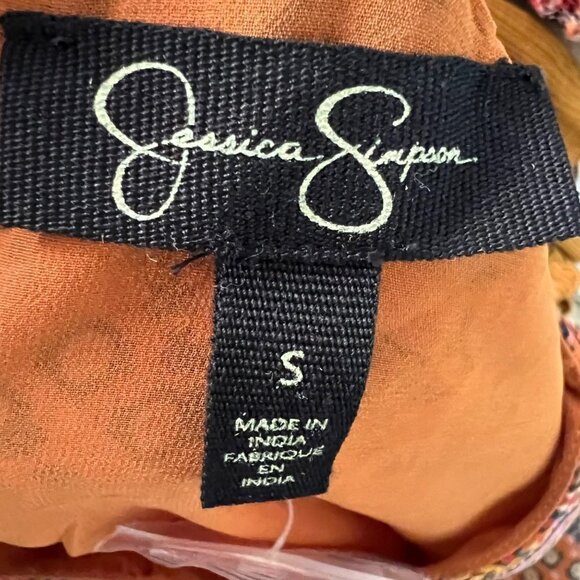 Jessica Simpson
S
MADE IN
INDIA
FABRIQUE
EN
INDIA